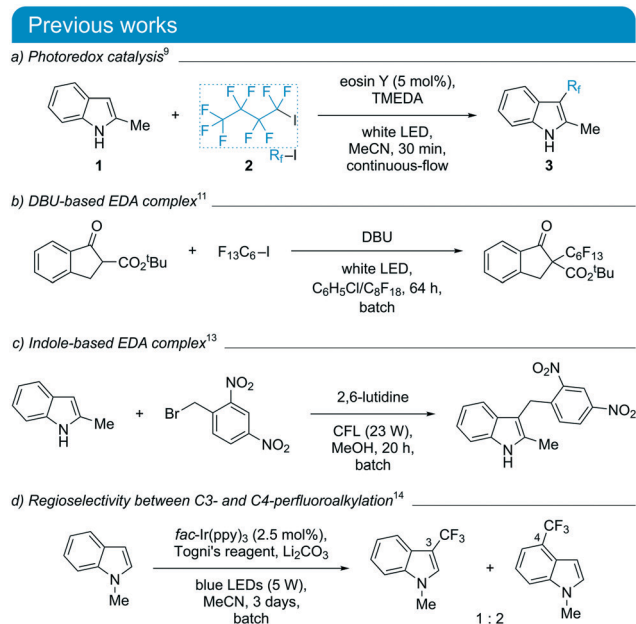 Previous works
a) Photoredox catalysis⁹
N
H
Me
1
+
F F F F
F F F F F
I
Rf–I
2
eosin Y (5 mol%),
TMEDA
white LED,
MeCN, 30 min,
continuous-flow
Rf
N
H
Me
3
b) DBU-based EDA complex¹¹
O
CO₂ᵗBu
+
F₁₃C₆–I
DBU
white LED,
C₆H₅Cl/C₈F₁₈, 64 h,
batch
O
C₆F₁₃
CO₂ᵗBu
c) Indole-based EDA complex¹³
N
H
Me
+
Br
NO₂
NO₂
2,6-lutidine
CFL (23 W),
MeOH, 20 h,
batch
O₂N
NO₂
N
H
Me
d) Regioselectivity between C3- and C4-perfluoroalkylation¹⁴
N
Me
fac-Ir(ppy)₃ (2.5 mol%),
Togni's reagent, Li₂CO₃
blue LEDs (5 W),
MeCN, 3 days,
batch
3
CF₃
N
Me
+
CF₃
4
N
Me
1 : 2